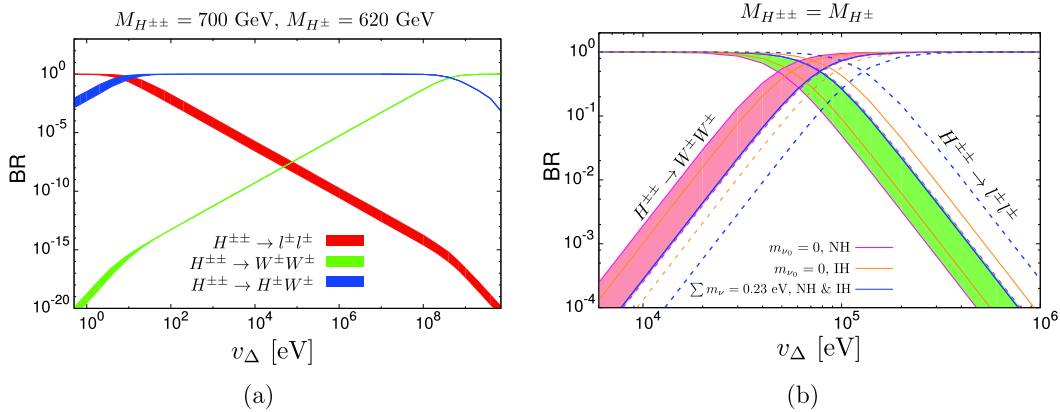 M_{H^{±±}} = 700 GeV, M_{H^±} = 620 GeV
10^0
10^{-5}
10^{-10}
10^{-15}
10^{-20}
BR
H^{±±} → l^±l^±
H^{±±} → W^±W^±
H^{±±} → H^±W^±
10^0 10^2 10^4 10^6 10^8
v_Δ [eV]
(a)
M_{H^{±±}} = M_{H^±}
10^0
10^{-1}
10^{-2}
10^{-3}
10^{-4}
BR
H^{±±} → W^±W^±
H^{±±} → l^±l^±
m_{ν_0} = 0, NH
m_{ν_0} = 0, IH
∑ m_ν = 0.23 eV, NH & IH
10^4 10^5 10^6
v_Δ [eV]
(b)